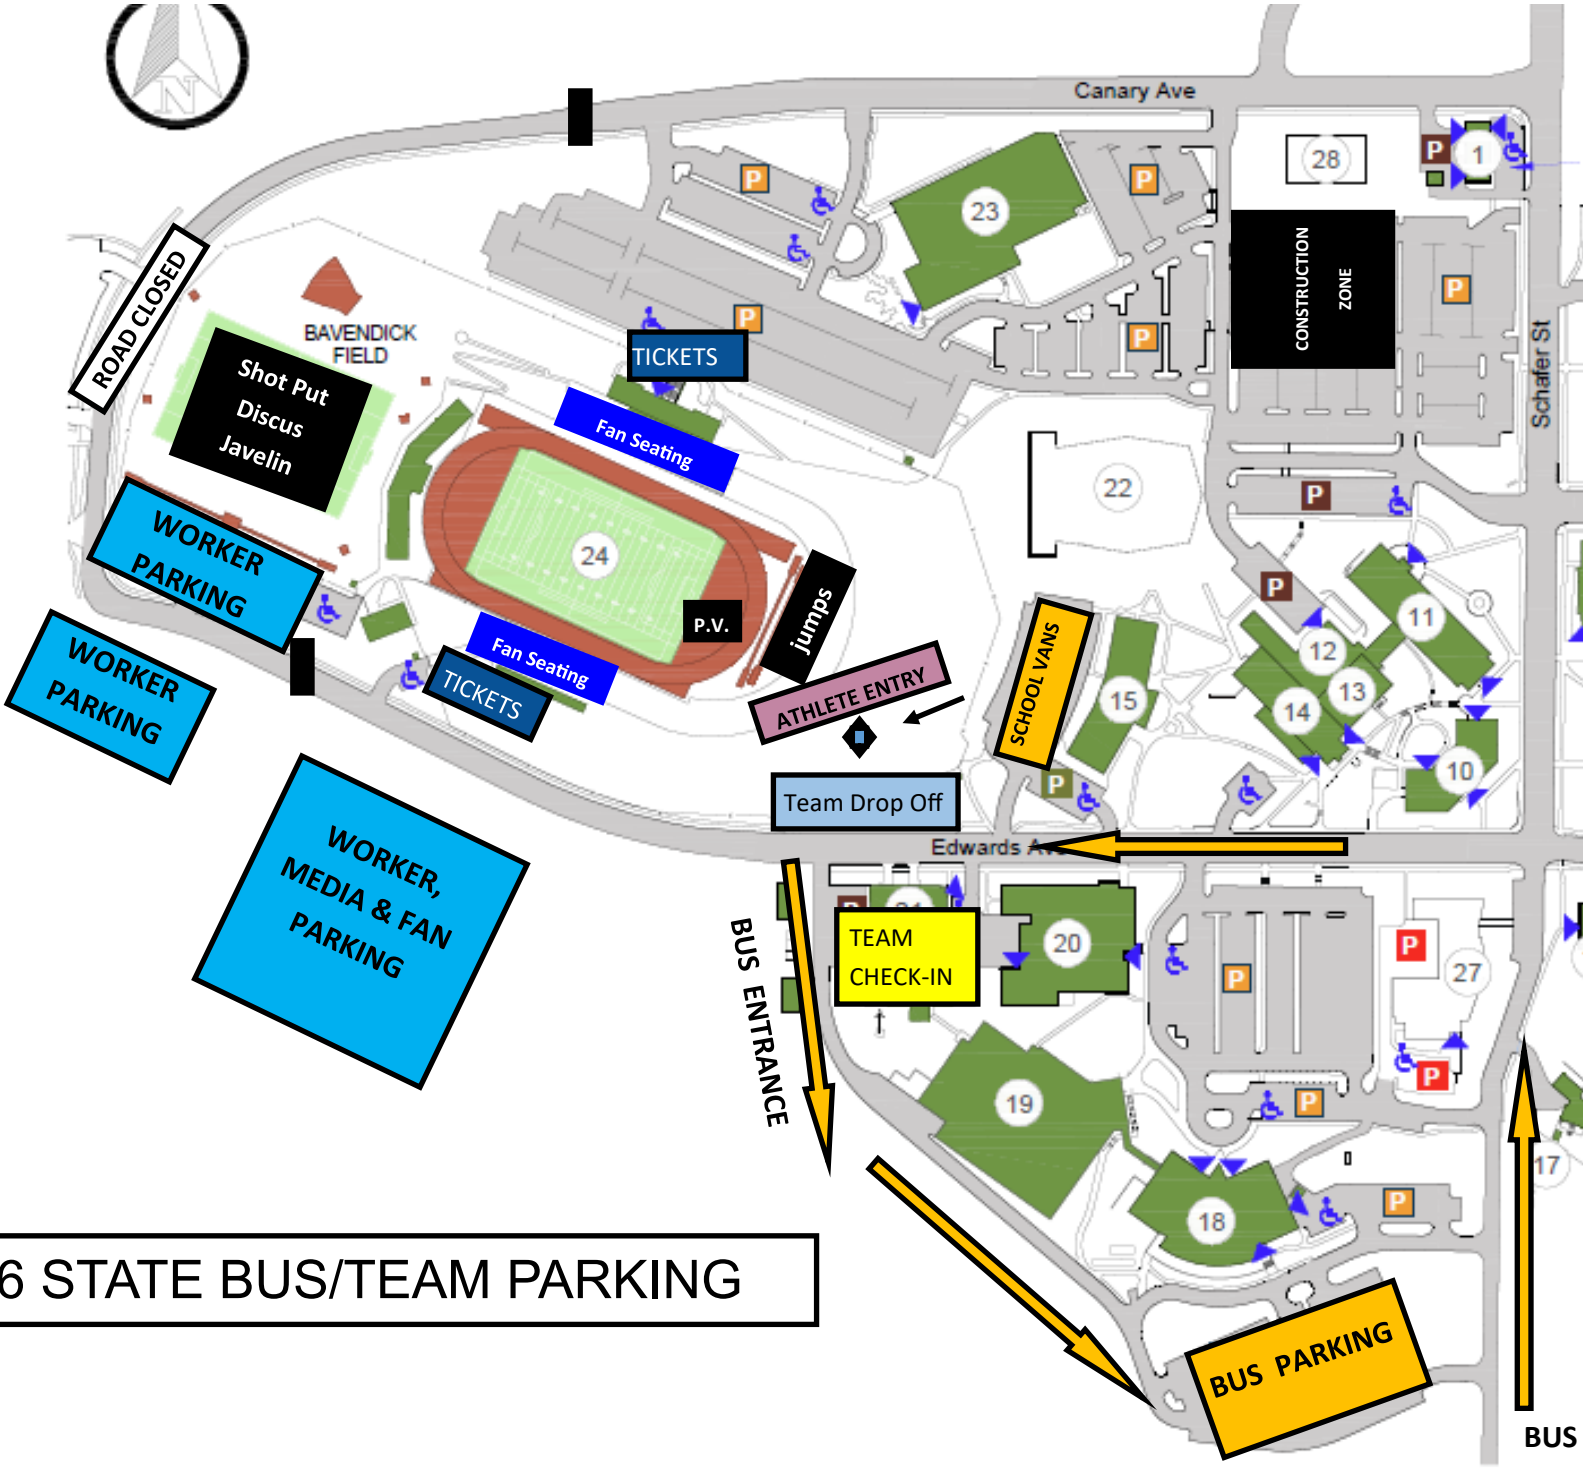 N
Canary Ave
P
28
P
1
P
23
P
CONSTRUCTION
ZONE
P
ROAD CLOSED
BAVENDICK
FIELD
P
TICKETS
P
Schafer St
Shot Put
Discus
Javelin
Fan Seating
22
P
WORKER
PARKING
24
P
11
P.V.
jumps
12
13
14
SCHOOL VANS
15
10
WORKER
PARKING
Fan Seating
TICKETS
ATHLETE ENTRY
P
Team Drop Off
Edwards Ave
WORKER,
MEDIA & FAN
PARKING
BUS ENTRANCE
TEAM
CHECK-IN
20
P
P
27
P
19
P
17
18
P
6 STATE BUS/TEAM PARKING
BUS PARKING
BUS